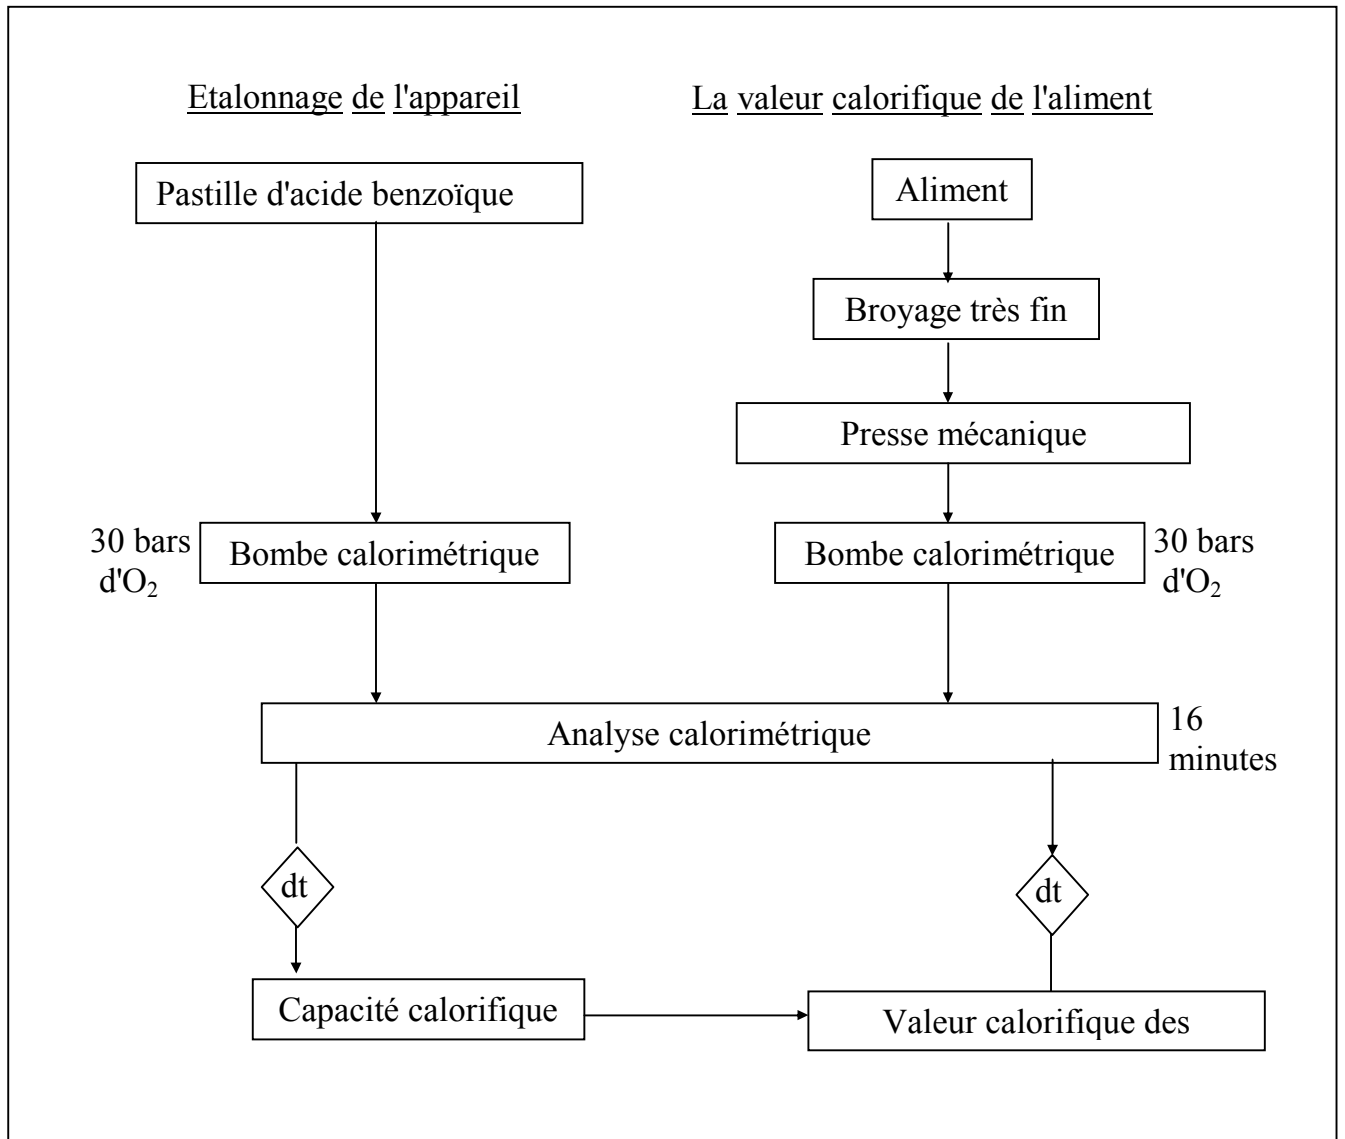 Etalonnage de l'appareil
La valeur calorifique de l'aliment
Pastille d'acide benzoïque
Aliment
Broyage très fin
Presse mécanique
30 bars
d'O₂
Bombe calorimétrique
Bombe calorimétrique
30 bars
d'O₂
Analyse calorimétrique
16
minutes
dt
dt
Capacité calorifique
Valeur calorifique des